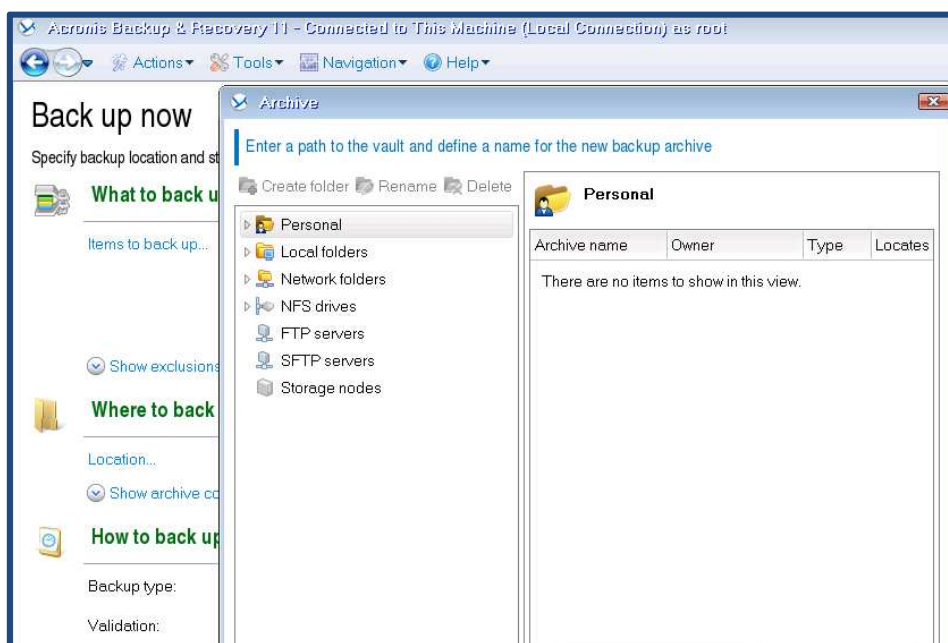 Acronis Backup & Recovery 11 - Connected to This Machine (Local Connection) as root
Actions Tools Navigation Help
Back up now
Specify backup location and st
What to back u
Items to back up...
Show exclusions
Where to back
Location...
Show archive co
How to back up
Backup type:
Validation:
Archive
Enter a path to the vault and define a name for the new backup archive
Create folder Rename Delete
Personal
Local folders
Network folders
NFS drives
FTP servers
SFTP servers
Storage nodes
Personal
Archive name Owner Type Locates
There are no items to show in this view.